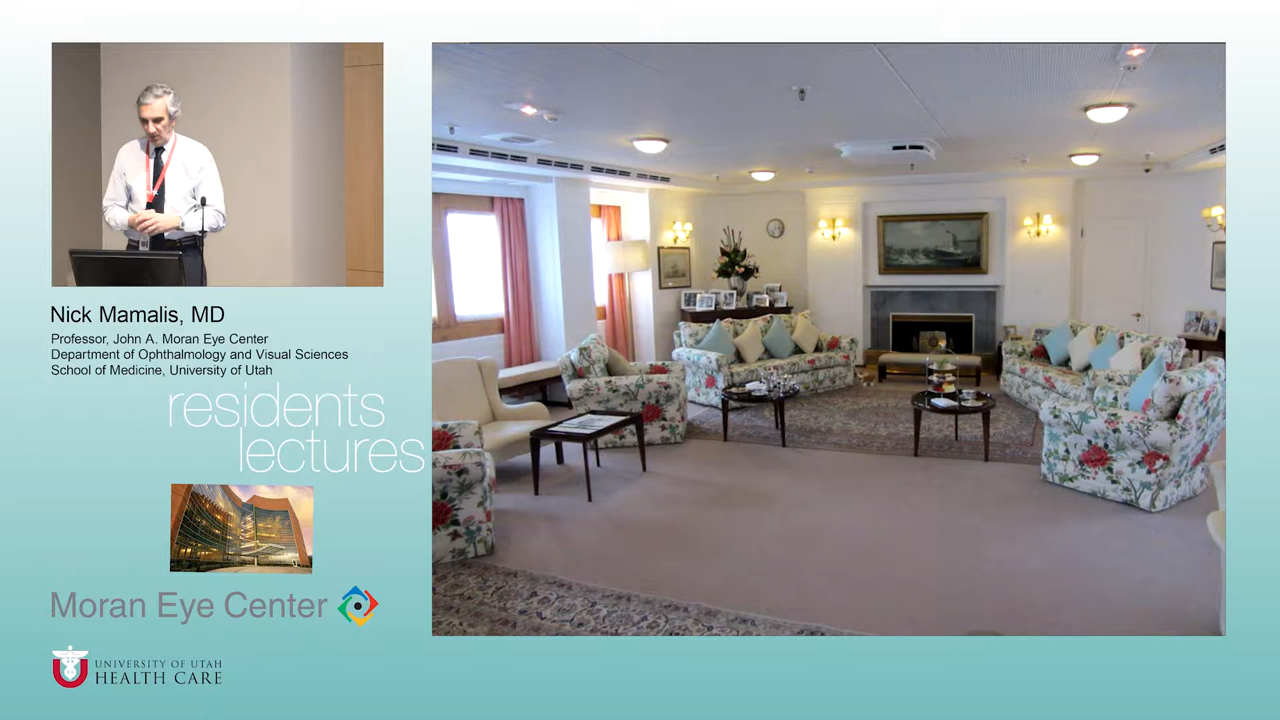 Nick Mamalis, MD
Professor, John A. Moran Eye Center
Department of Ophthalmology and Visual Sciences
School of Medicine, University of Utah
residents
lectures
Moran Eye Center
UNIVERSITY OF UTAH
HEALTH CARE